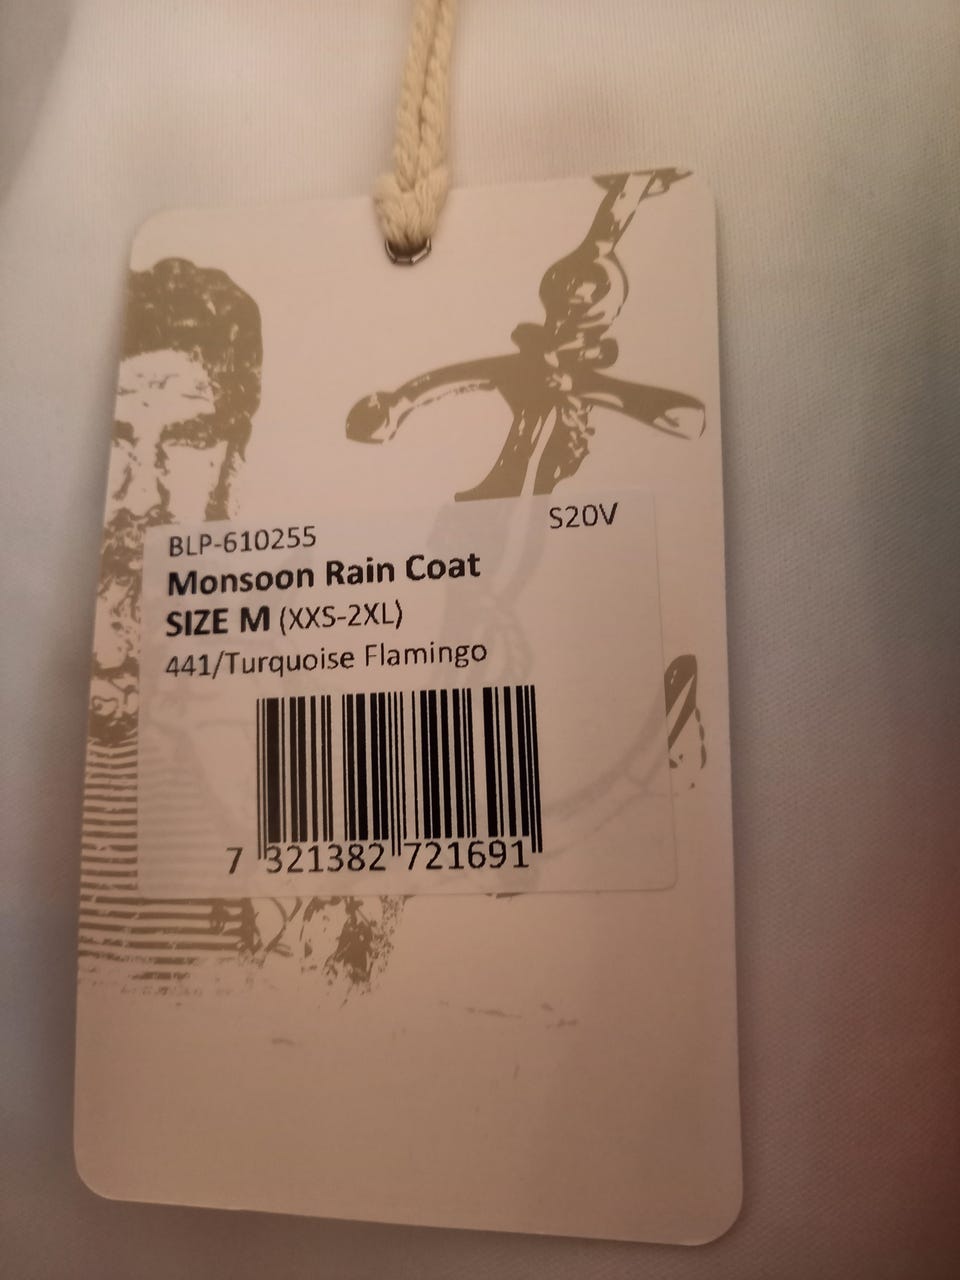 BLP-610255 S20V
Monsoon Rain Coat
SIZE M (XXS-2XL)
441/Turquoise Flamingo
7 321382 721691